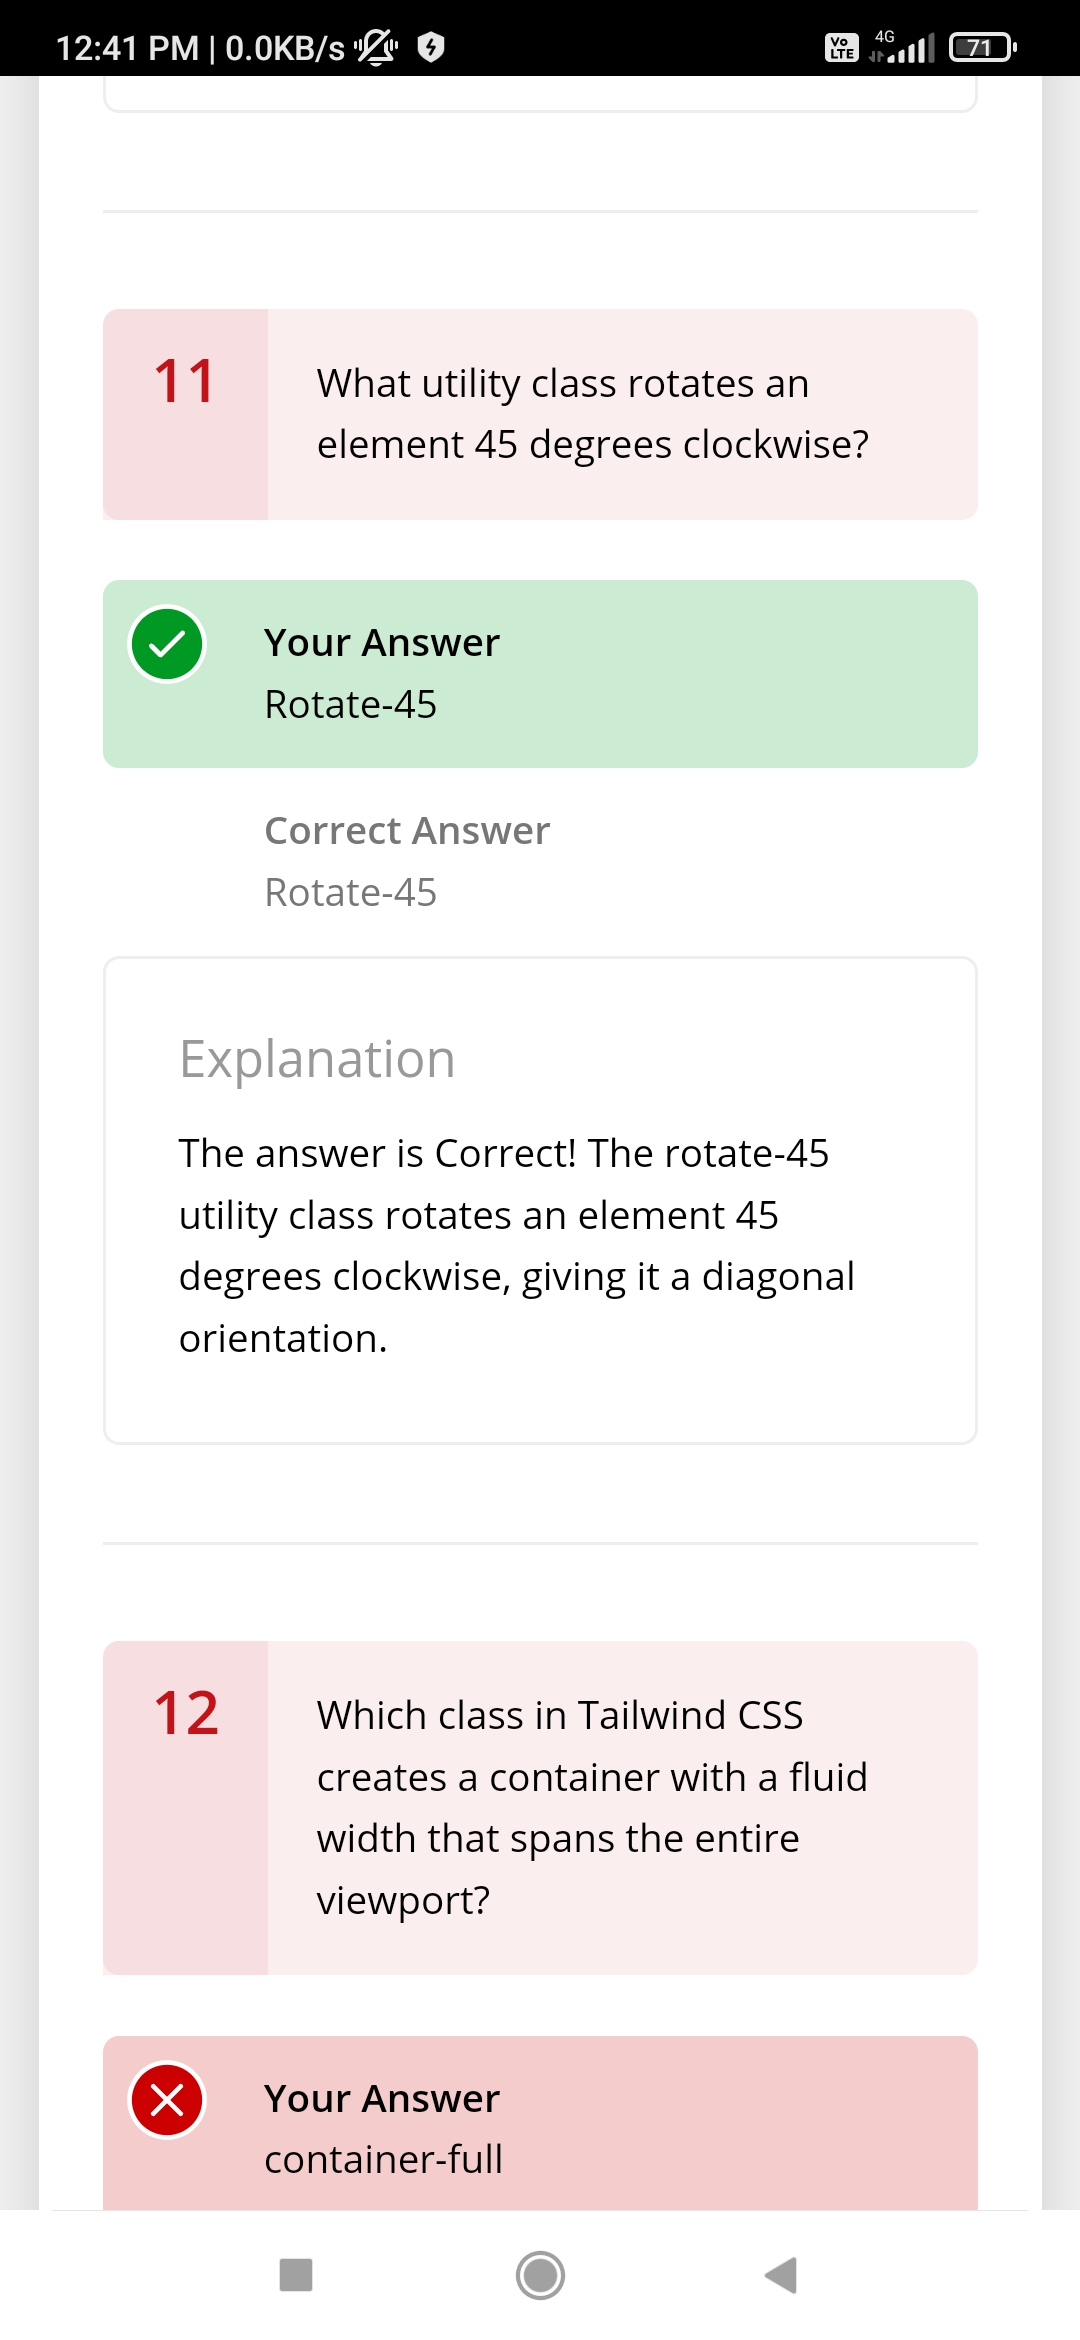 12:41 PM | 0.0KB/s
Vo
LTE
4G
71
11
What utility class rotates an
element 45 degrees clockwise?
Your Answer
Rotate-45
Correct Answer
Rotate-45
Explanation
The answer is Correct! The rotate-45
utility class rotates an element 45
degrees clockwise, giving it a diagonal
orientation.
12
Which class in Tailwind CSS
creates a container with a fluid
width that spans the entire
viewport?
Your Answer
container-full